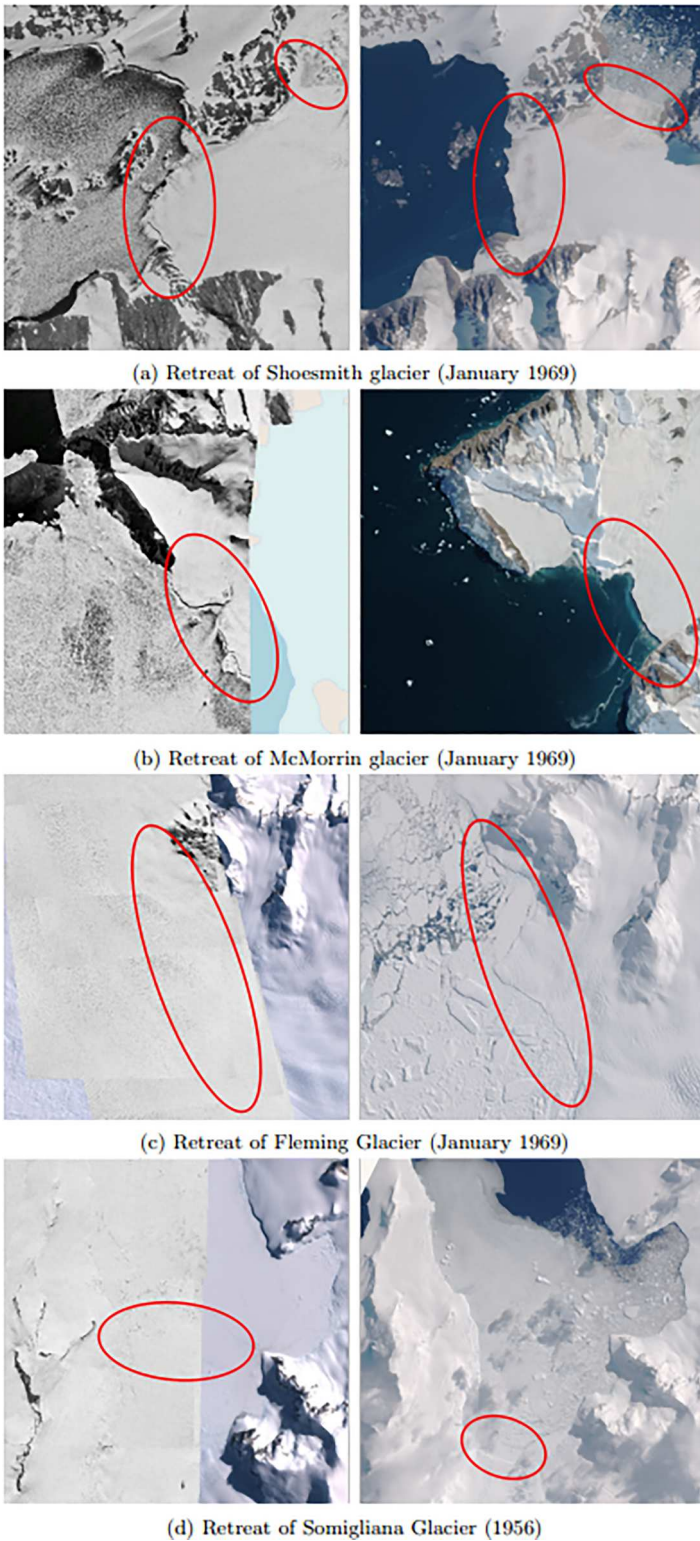 (a) Retreat of Shoesmith glacier (January 1969)
(b) Retreat of McMorrin glacier (January 1969)
(c) Retreat of Fleming Glacier (January 1969)
(d) Retreat of Somigliana Glacier (1956)